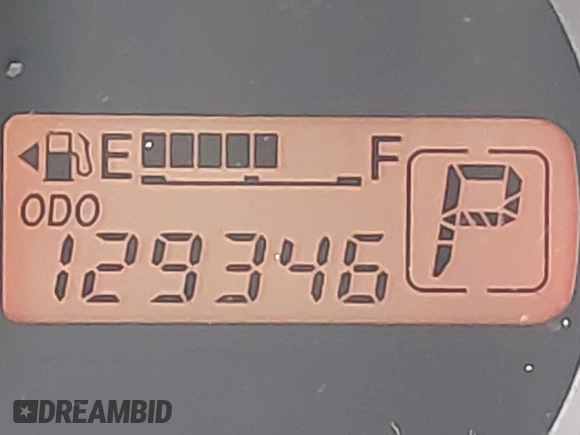 E F
ODO
129346
P
DREAMBID